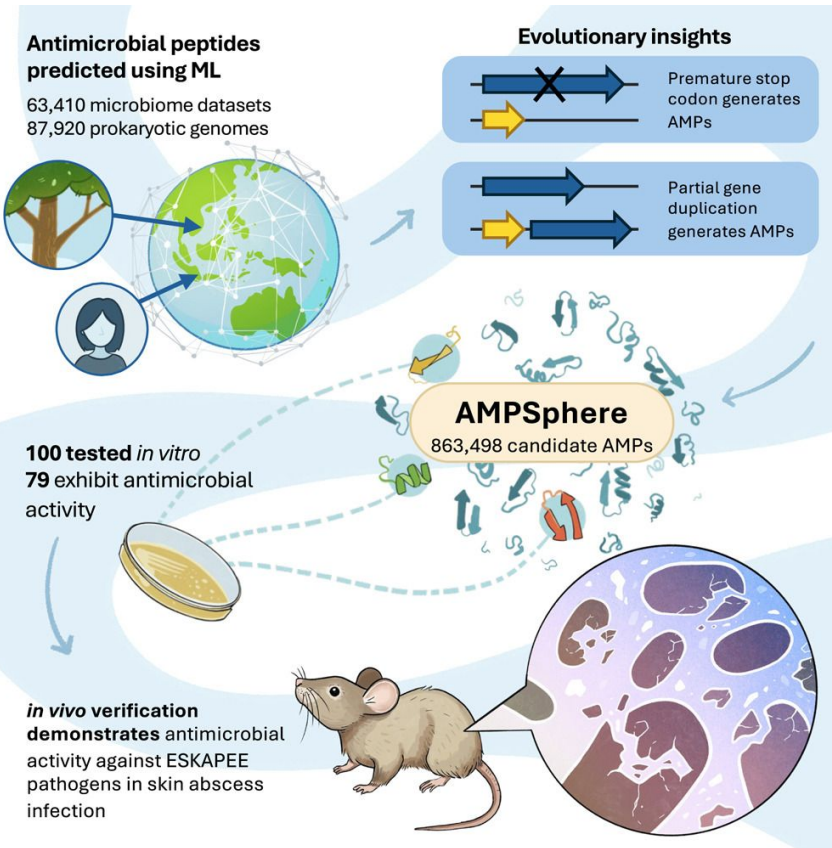 Antimicrobial peptides
predicted using ML
63,410 microbiome datasets
87,920 prokaryotic genomes
Evolutionary insights
Premature stop
codon generates
AMPs
Partial gene
duplication
generates AMPs
AMPSphere
863,498 candidate AMPs
100 tested in vitro
79 exhibit antimicrobial
activity
in vivo verification
demonstrates antimicrobial
activity against ESKAPEE
pathogens in skin abscess
infection